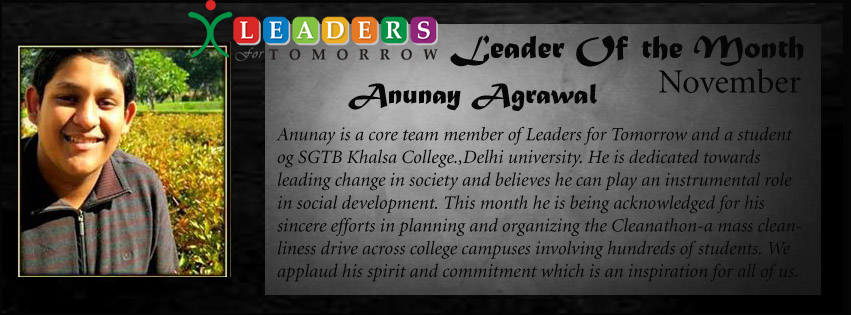 LEADERS
For TOMORROW
Leader Of the Month
November
Anunay Agrawal
Anunay is a core team member of Leaders for Tomorrow and a student
og SGTB Khalsa College.,Delhi university. He is dedicated towards
leading change in society and believes he can play an instrumental role
in social development. This month he is being acknowledged for his
sincere efforts in planning and organizing the Cleanathon-a mass clean-
liness drive across college campuses involving hundreds of students. We
applaud his spirit and commitment which is an inspiration for all of us.